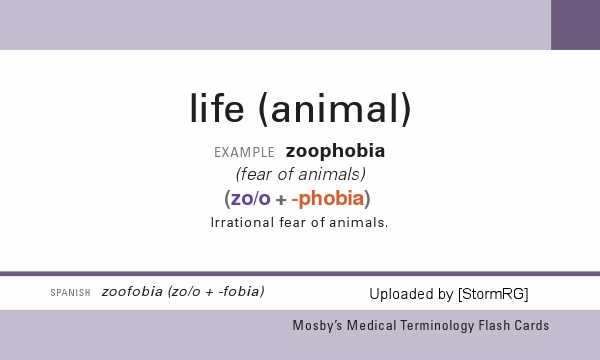 life (animal)
EXAMPLE zoophobia
(fear of animals)
(zo/o + -phobia)
Irrational fear of animals.
SPANISH zoofobia (zo/o + -fobia)
Uploaded by [StormRG]
Mosby's Medical Terminology Flash Cards